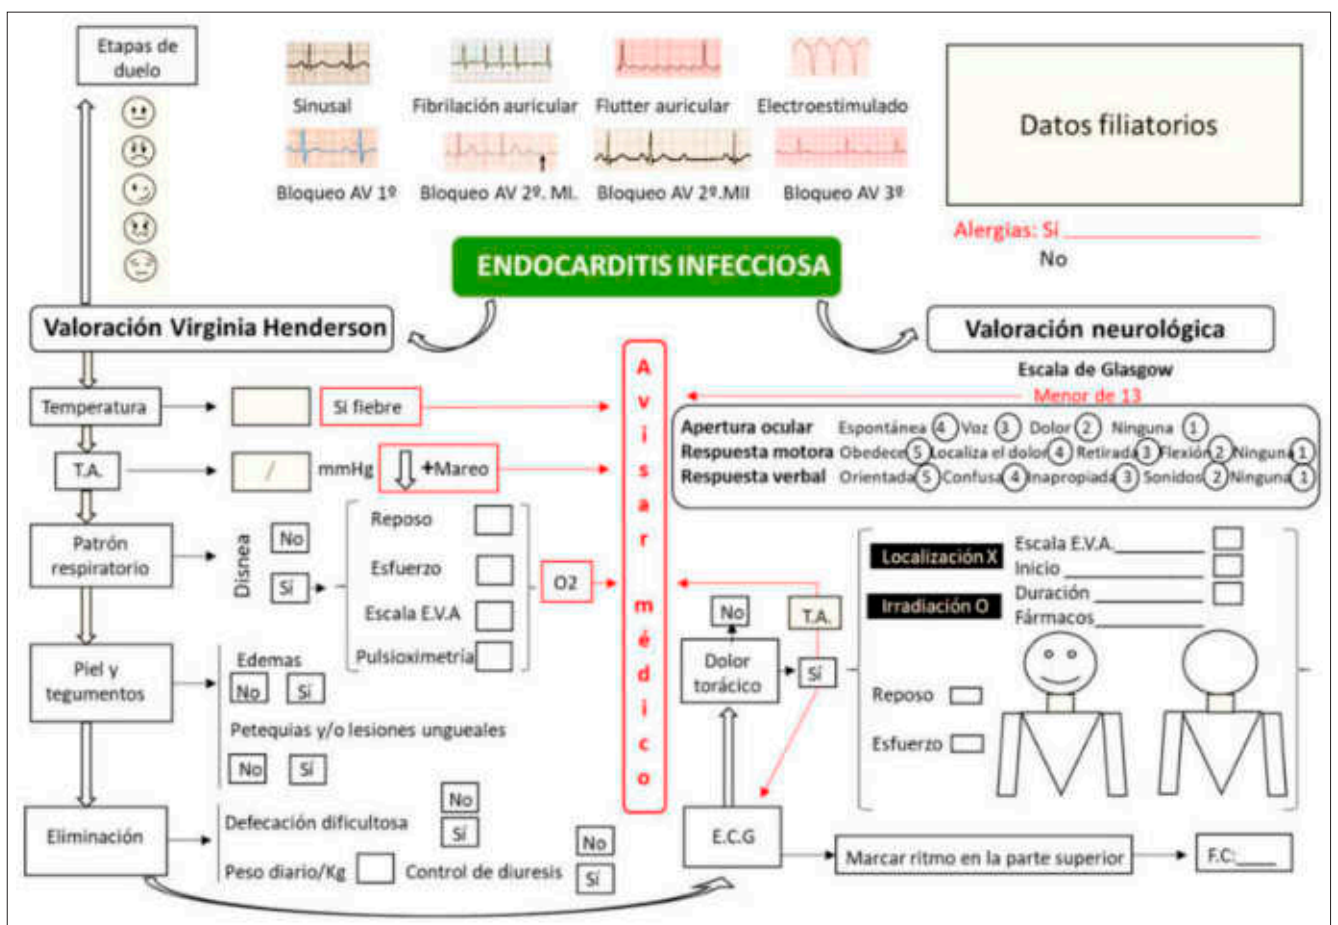 Etapas de
duelo
Sinusal
Fibrilación auricular
Flutter auricular
Electroestimulado
Bloqueo AV 1º
Bloqueo AV 2º. MI.
Bloqueo AV 2º.MII
Bloqueo AV 3º
Datos filiatorios
Alergias: Sí
No
ENDOCARDITIS INFECCIOSA
Valoración Virginia Henderson
Temperatura
Sí fiebre
T.A.
/
mmHg
+Mareo
Patrón
respiratorio
Disnea
No
Sí
Reposo
Esfuerzo
Escala E.V.A
Pulsioximetría
O2
Piel y
tegumentos
Edemas
No
Sí
Petequias y/o lesiones ungueales
No
Sí
Eliminación
Defecación dificultosa
No
Sí
Peso diario/Kg
Control de diuresis
No
Sí
Avisar médico
Valoración neurológica
Escala de Glasgow
Menor de 13
Apertura ocular Espontánea 4 Voz 3 Dolor 2 Ninguna 1
Respuesta motora Obedece 5 Localiza el dolor 4 Retirada 3 Flexión 2 Ninguna 1
Respuesta verbal Orientada 5 Confusa 4 Inapropiada 3 Sonidos 2 Ninguna 1
No
T.A.
Dolor
torácico
Sí
Localización X
Irradiación O
Escala E.V.A.
Inicio
Duración
Fármacos
Reposo
Esfuerzo
E.C.G
Marcar ritmo en la parte superior
F.C: